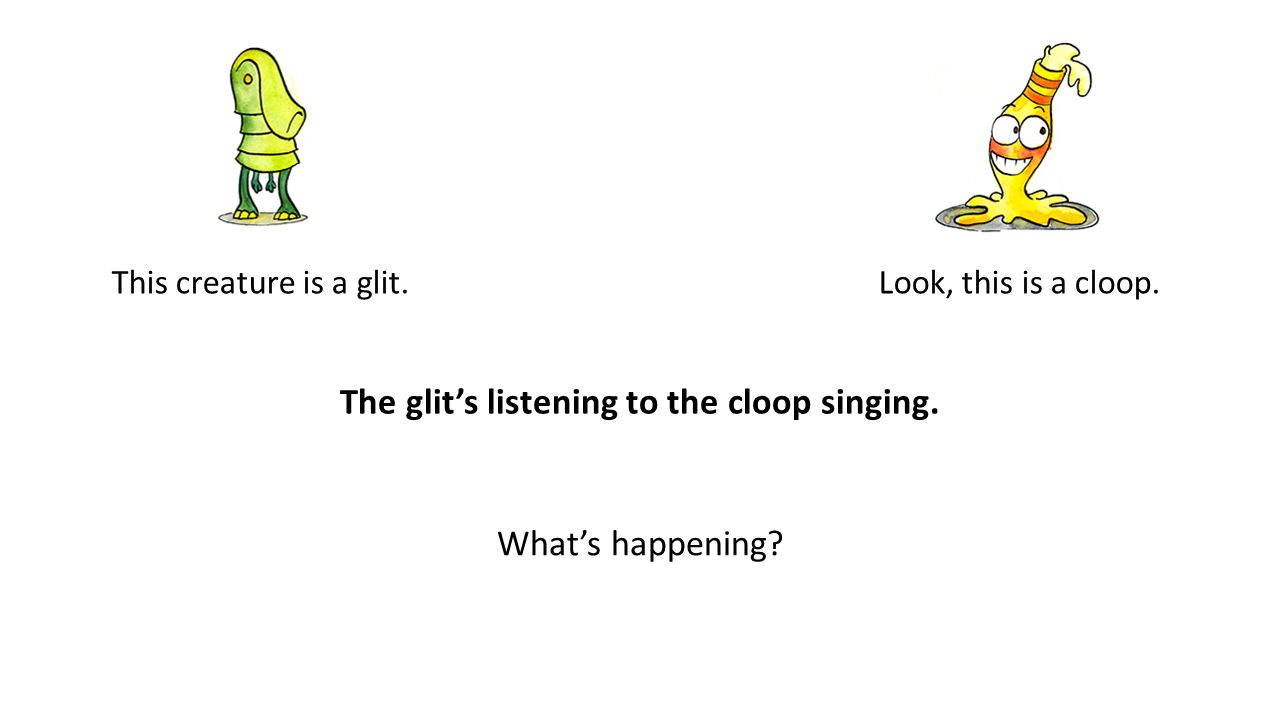 This creature is a glit.
Look, this is a cloop.
The glit’s listening to the cloop singing.
What’s happening?